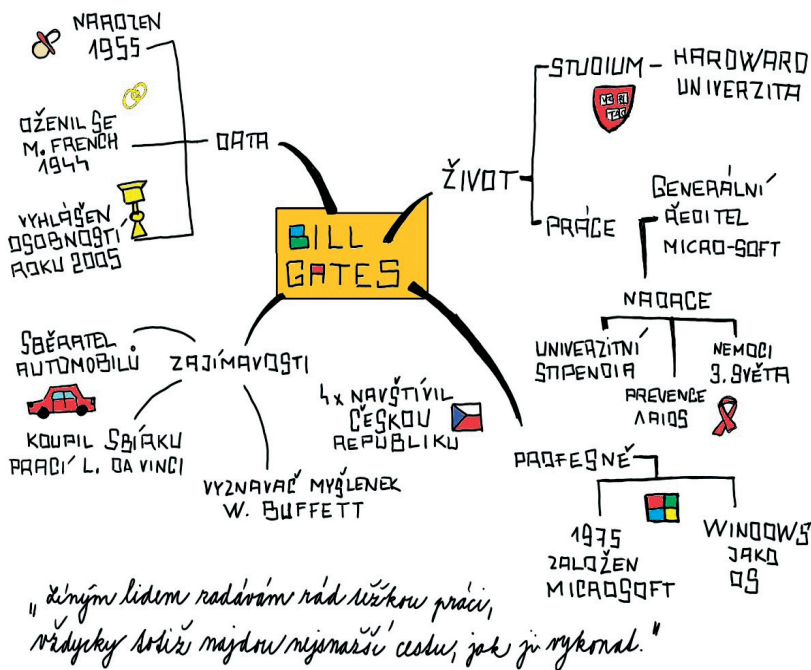 NAROZEN
1955
OŽENIL SE
M. FRENCH
1944
VYHLÁŠEN
OSOBNOSTÍ
ROKU 2005
DATA
BILL
GATES
ŽIVOT
STUDIUM –
HARDWARD
UNIVERZITA
VE RI
TAS
PRÁCE
GENERÁLNÍ
ŘEDITEL
MICRO-SOFT
NADACE
UNIVERZITNÍ
STIPENDIA
PREVENCE
AIDS
NEMOCI
3. SVĚTA
ZAJÍMAVOSTI
SBĚRATEL
AUTOMOBILŮ
KOUPIL SBÍRKU
PRACÍ L. DA VINCI
VYZNAVAČ MYŠLENEK
W. BUFFETT
4x NAVŠTÍVIL
ČESKOU
REPUBLIKU
PROFESNĚ
1975
ZALOŽEN
MICROSOFT
WINDOWS
JAKO
OS
„Líným lidem zadávám rád těžkou práci,
vždycky totiž najdou nejsnazší cestu, jak ji vykonat."